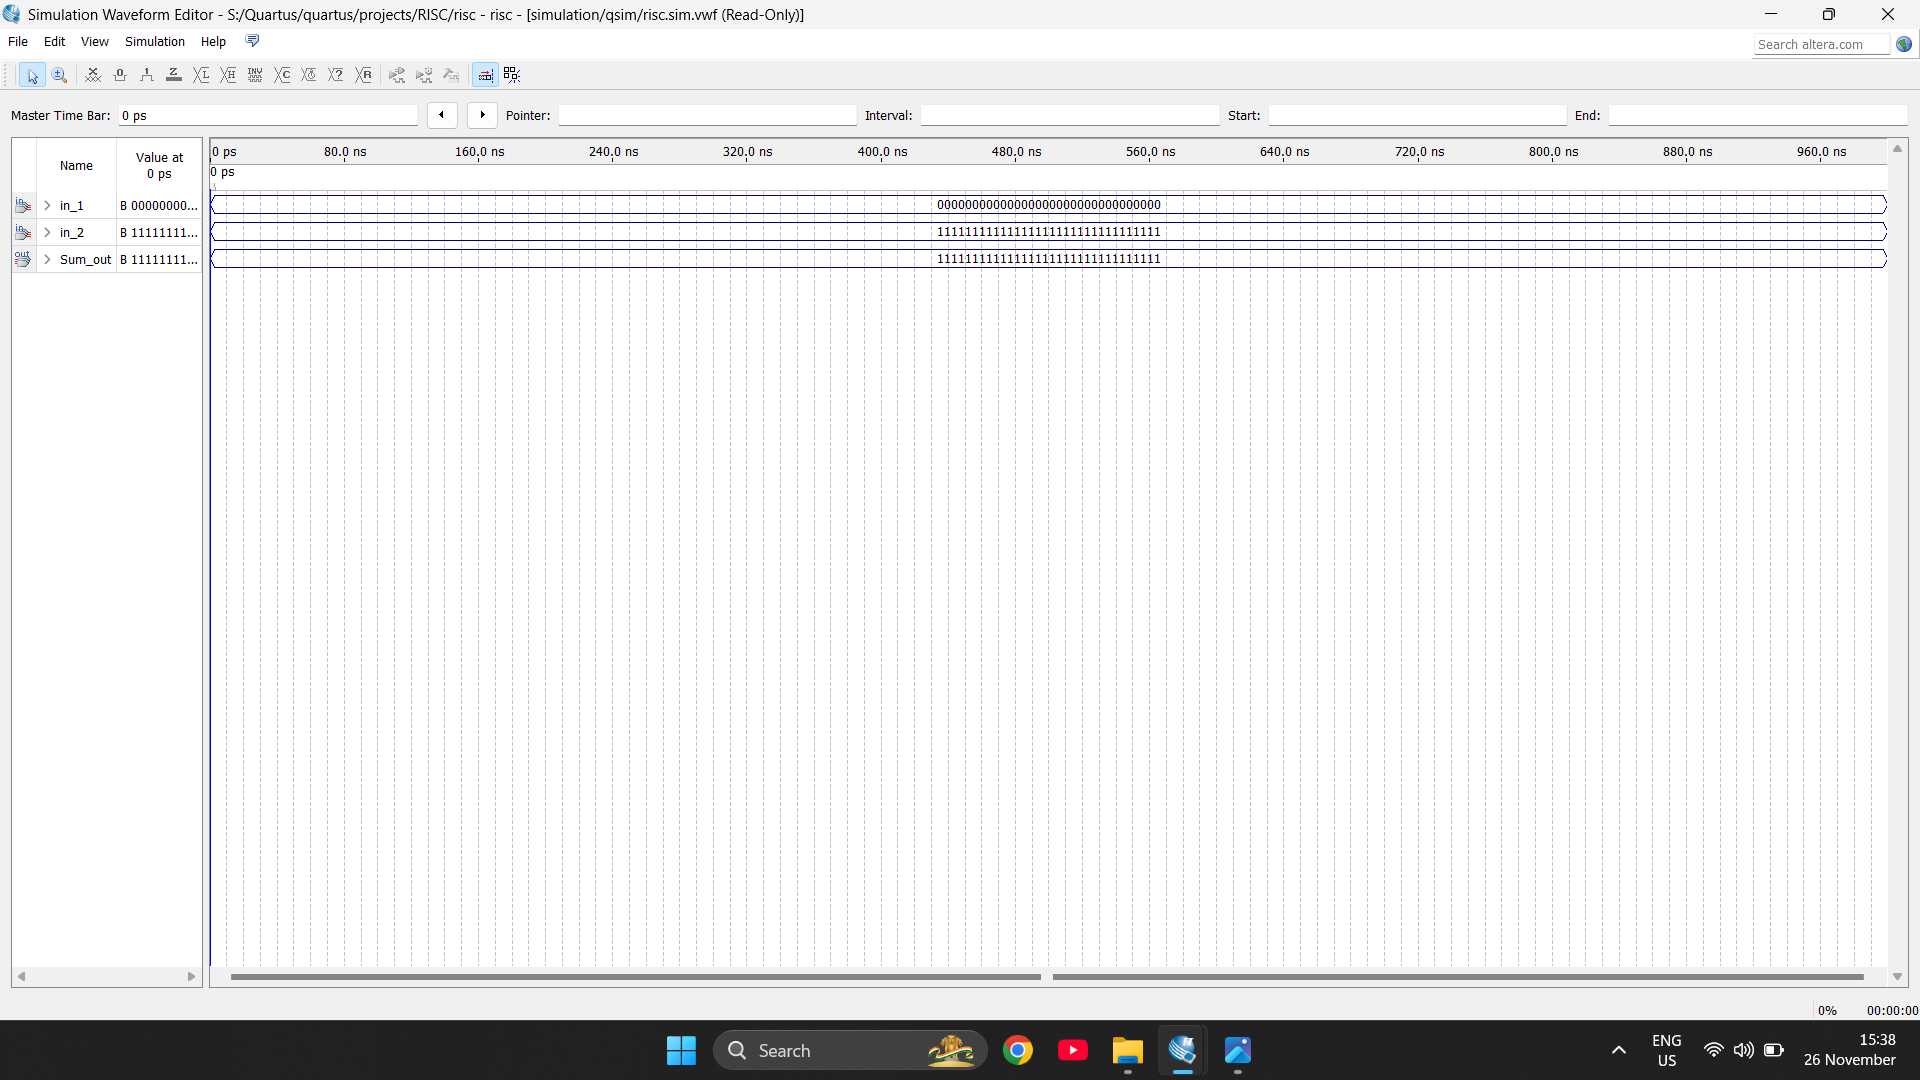 Simulation Waveform Editor - S:/Quartus/quartus/projects/RISC/risc - risc - [simulation/qsim/risc.sim.vwf (Read-Only)]
File Edit View Simulation Help
Search altera.com
Master Time Bar: 0 ps Pointer: Interval: Start: End:
Name Value at 0 ps
0 ps 80.0 ns 160.0 ns 240.0 ns 320.0 ns 400.0 ns 480.0 ns 560.0 ns 640.0 ns 720.0 ns 800.0 ns 880.0 ns 960.0 ns
0 ps
in_1 B 00000000... 00000000000000000000000000000000
in_2 B 11111111... 11111111111111111111111111111111
Sum_out B 11111111... 11111111111111111111111111111111
0% 00:00:00
Search
ENG US
15:38
26 November